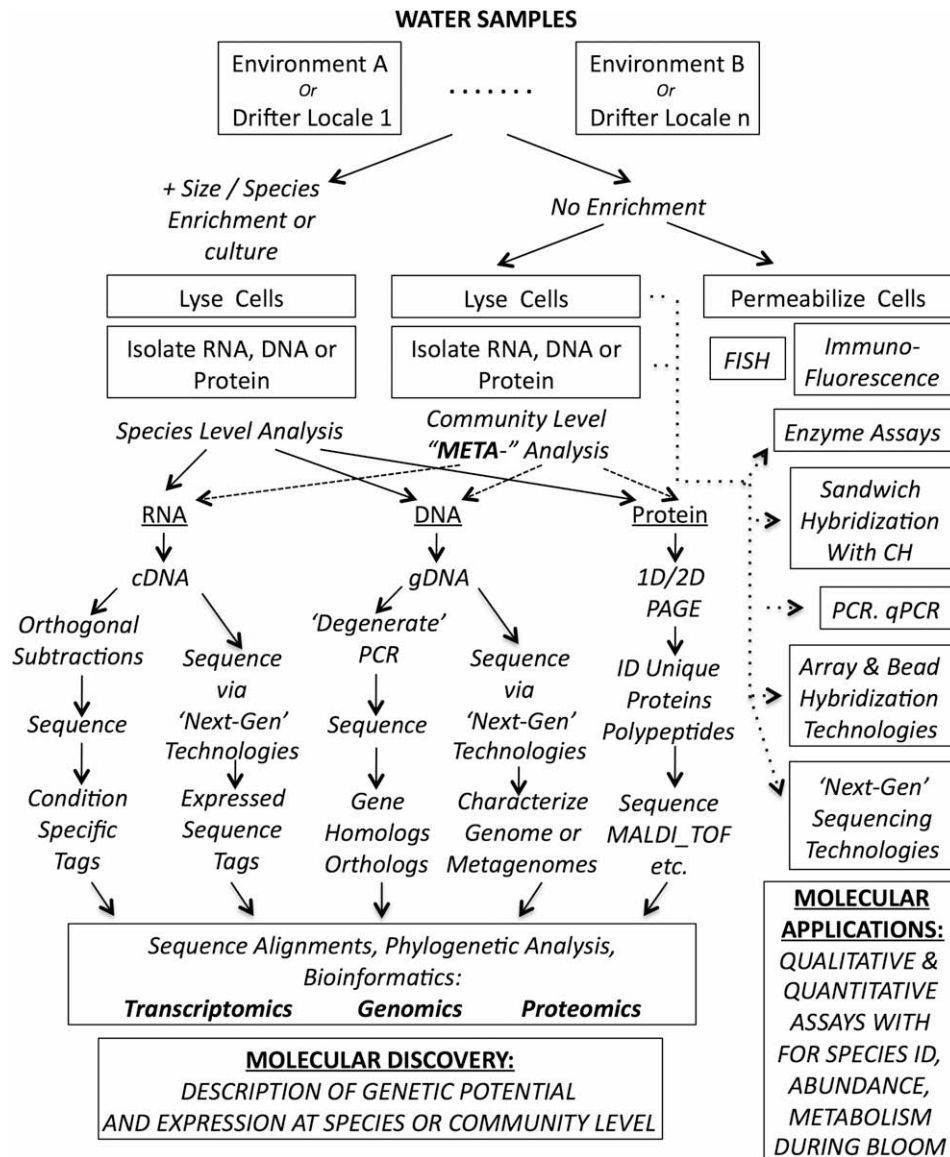 WATER SAMPLES
Environment A
Or
Drifter Locale 1
.......
Environment B
Or
Drifter Locale n
+ Size / Species
Enrichment or
culture
No Enrichment
Lyse Cells
Lyse Cells
Permeabilize Cells
Isolate RNA, DNA or
Protein
Isolate RNA, DNA or
Protein
FISH
Immuno-
Fluorescence
Species Level Analysis
Community Level
“META-” Analysis
Enzyme Assays
Sandwich
Hybridization
With CH
PCR. qPCR
Array & Bead
Hybridization
Technologies
‘Next-Gen’
Sequencing
Technologies
RNA
DNA
Protein
cDNA
gDNA
1D/2D
PAGE
Orthogonal
Subtractions
Sequence
via
‘Next-Gen’
Technologies
‘Degenerate’
PCR
Sequence
via
‘Next-Gen’
Technologies
ID Unique
Proteins
Polypeptides
Sequence
Sequence
Condition
Specific
Tags
Expressed
Sequence
Tags
Gene
Homologs
Orthologs
Characterize
Genome or
Metagenomes
Sequence
MALDI_TOF
etc.
Sequence Alignments, Phylogenetic Analysis,
Bioinformatics:
Transcriptomics Genomics Proteomics
MOLECULAR DISCOVERY:
DESCRIPTION OF GENETIC POTENTIAL
AND EXPRESSION AT SPECIES OR COMMUNITY LEVEL
MOLECULAR
APPLICATIONS:
QUALITATIVE &
QUANTITATIVE
ASSAYS WITH
FOR SPECIES ID,
ABUNDANCE,
METABOLISM
DURING BLOOM